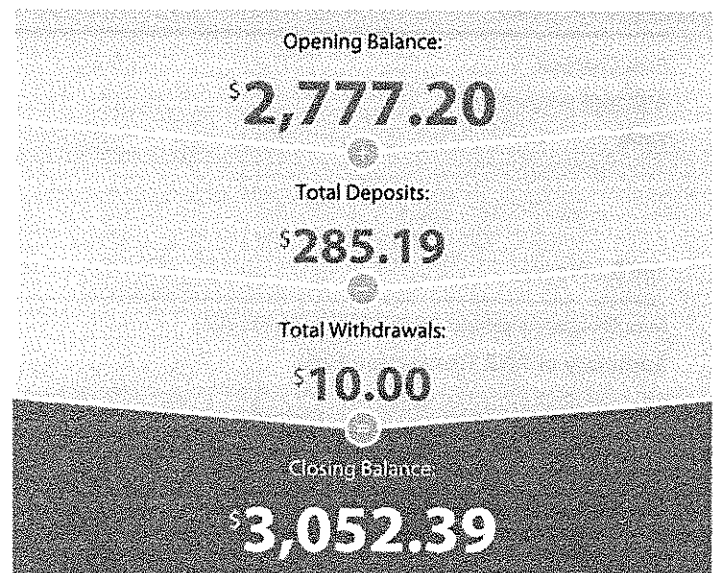 Opening Balance:
$2,777.20
+
Total Deposits:
$285.19
−
Total Withdrawals:
$10.00
=
Closing Balance:
$3,052.39